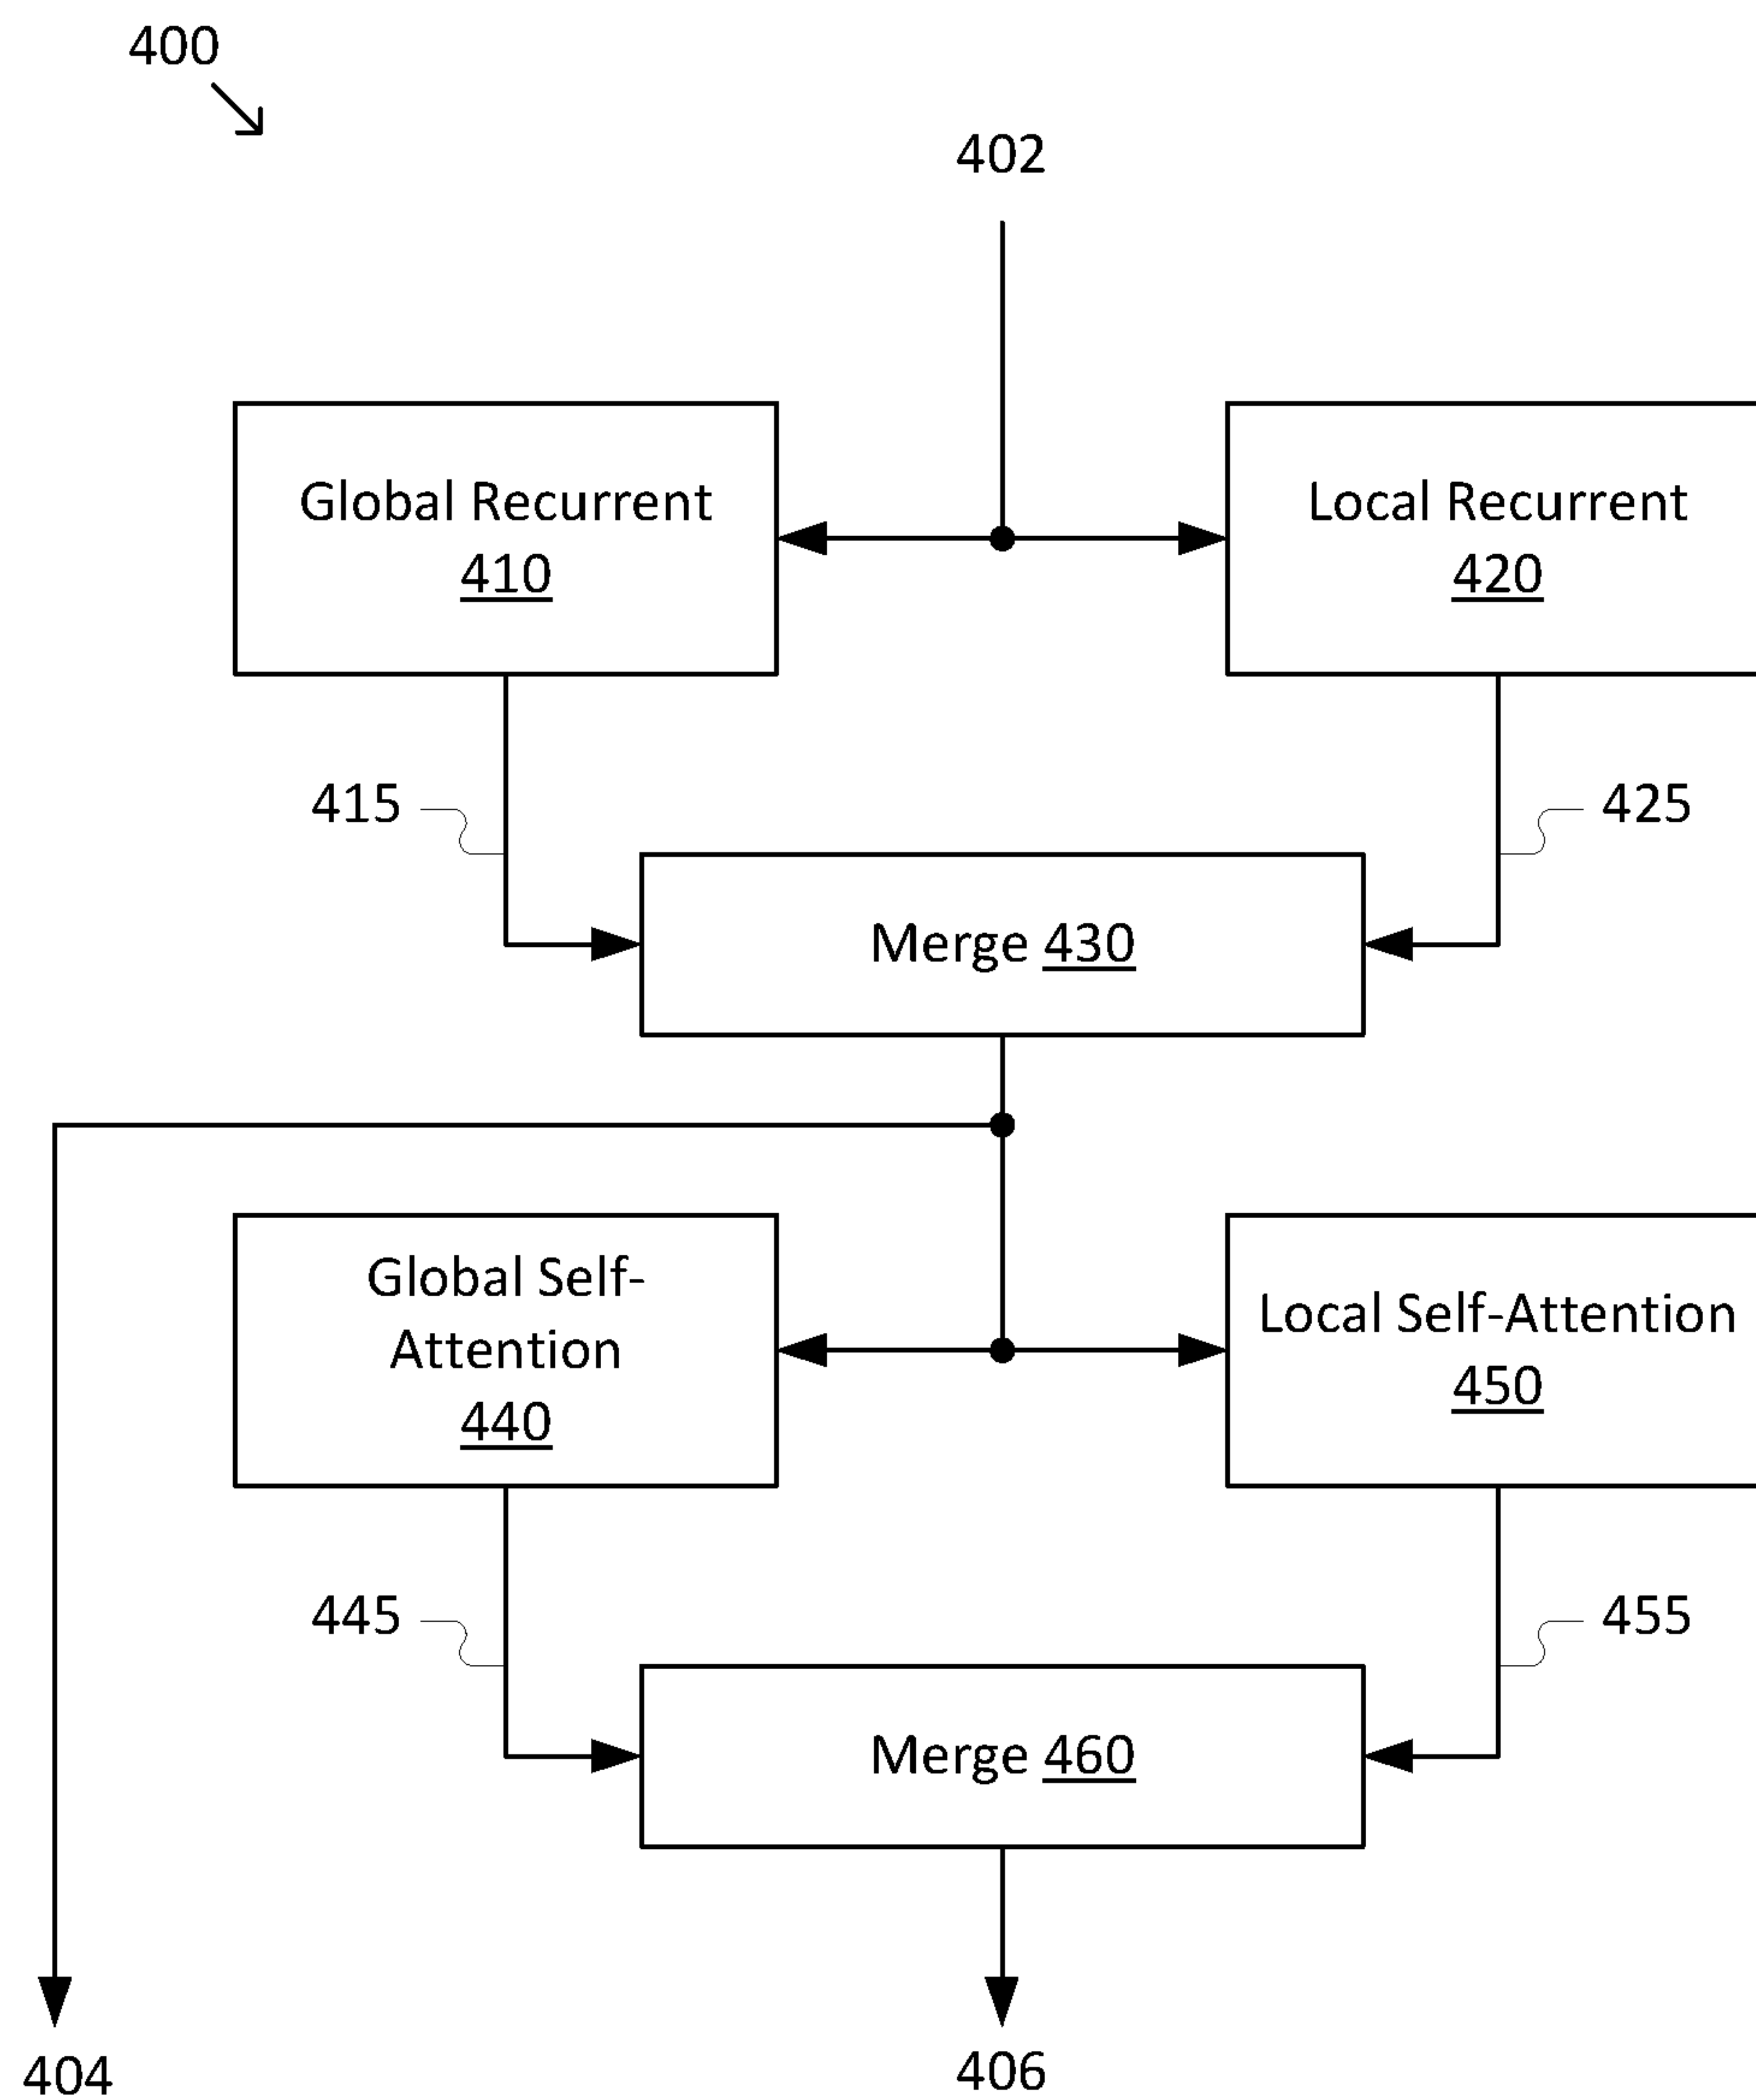 400
402
Global Recurrent
410
Local Recurrent
420
415
425
Merge 430
Global Self-
Attention
440
Local Self-Attention
450
445
455
Merge 460
404
406